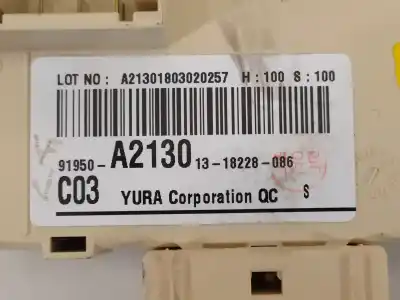 LOT NO : A21301803020257 H : 100 S : 100
91950-A2130 13-18228-086
C03 YURA Corporation QC S